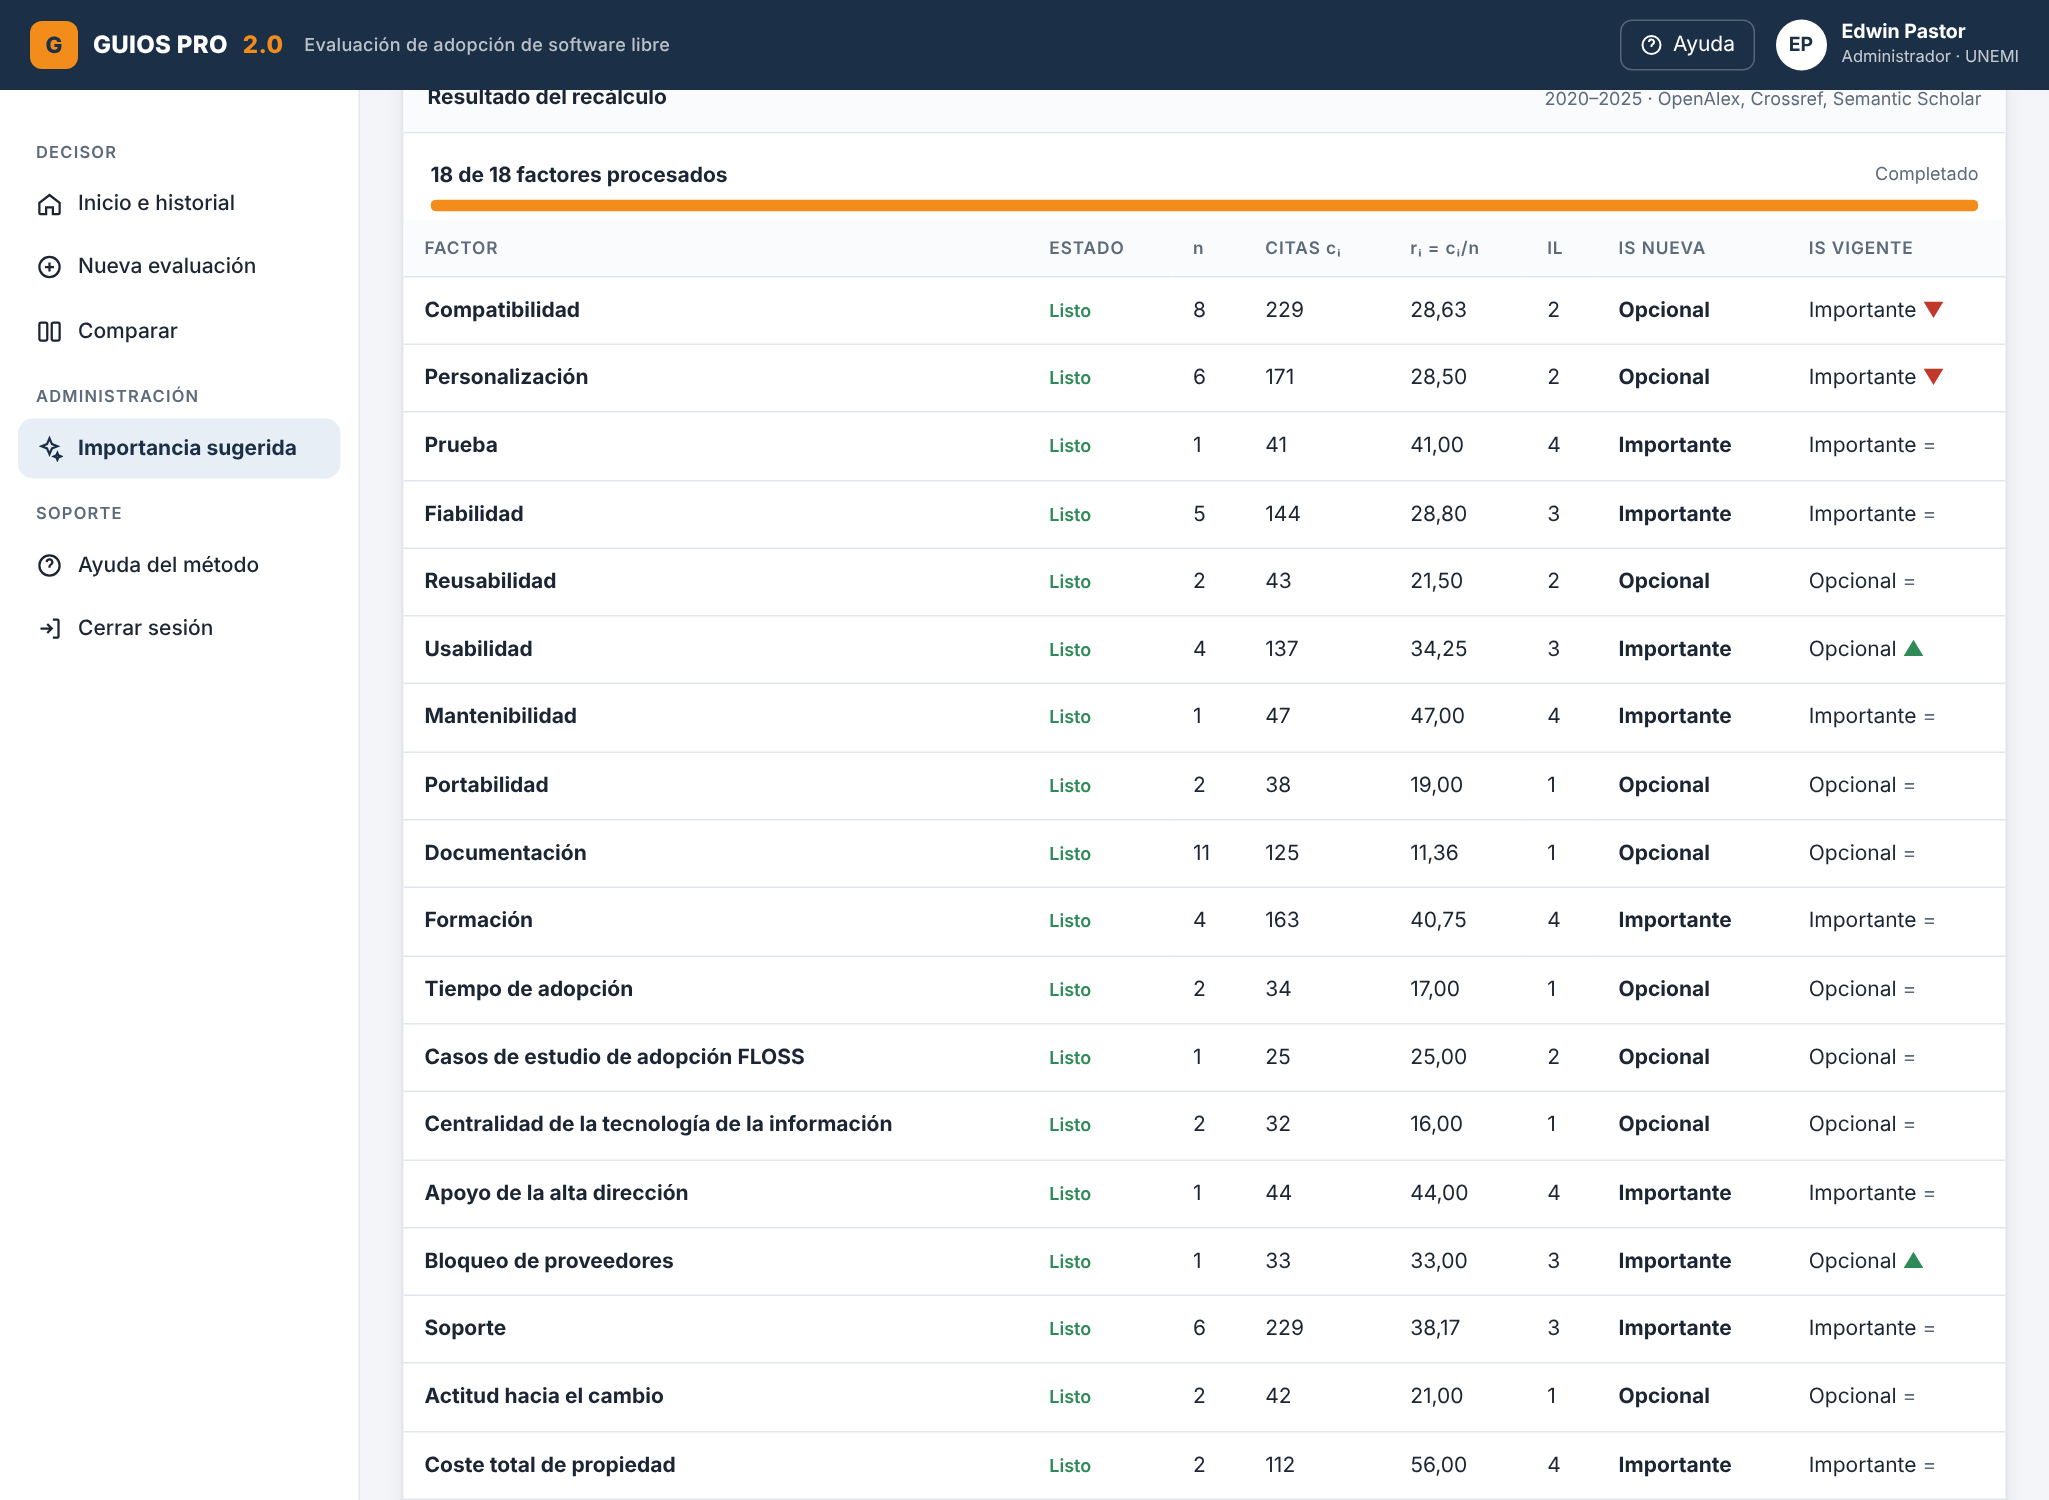 G GUIOS PRO 2.0 Evaluación de adopción de software libre
Ayuda
EP
Edwin Pastor
Administrador · UNEMI
DECISOR
Inicio e historial
Nueva evaluación
Comparar
ADMINISTRACIÓN
Importancia sugerida
SOPORTE
Ayuda del método
Cerrar sesión
Resultado del recálculo 2020–2025 · OpenAlex, Crossref, Semantic Scholar
18 de 18 factores procesados Completado
FACTOR ESTADO n CITAS cᵢ rᵢ = cᵢ/n IL IS NUEVA IS VIGENTE
Compatibilidad Listo 8 229 28,63 2 Opcional Importante ▼
Personalización Listo 6 171 28,50 2 Opcional Importante ▼
Prueba Listo 1 41 41,00 4 Importante Importante =
Fiabilidad Listo 5 144 28,80 3 Importante Importante =
Reusabilidad Listo 2 43 21,50 2 Opcional Opcional =
Usabilidad Listo 4 137 34,25 3 Importante Opcional ▲
Mantenibilidad Listo 1 47 47,00 4 Importante Importante =
Portabilidad Listo 2 38 19,00 1 Opcional Opcional =
Documentación Listo 11 125 11,36 1 Opcional Opcional =
Formación Listo 4 163 40,75 4 Importante Importante =
Tiempo de adopción Listo 2 34 17,00 1 Opcional Opcional =
Casos de estudio de adopción FLOSS Listo 1 25 25,00 2 Opcional Opcional =
Centralidad de la tecnología de la información Listo 2 32 16,00 1 Opcional Opcional =
Apoyo de la alta dirección Listo 1 44 44,00 4 Importante Importante =
Bloqueo de proveedores Listo 1 33 33,00 3 Importante Opcional ▲
Soporte Listo 6 229 38,17 3 Importante Importante =
Actitud hacia el cambio Listo 2 42 21,00 1 Opcional Opcional =
Coste total de propiedad Listo 2 112 56,00 4 Importante Importante =